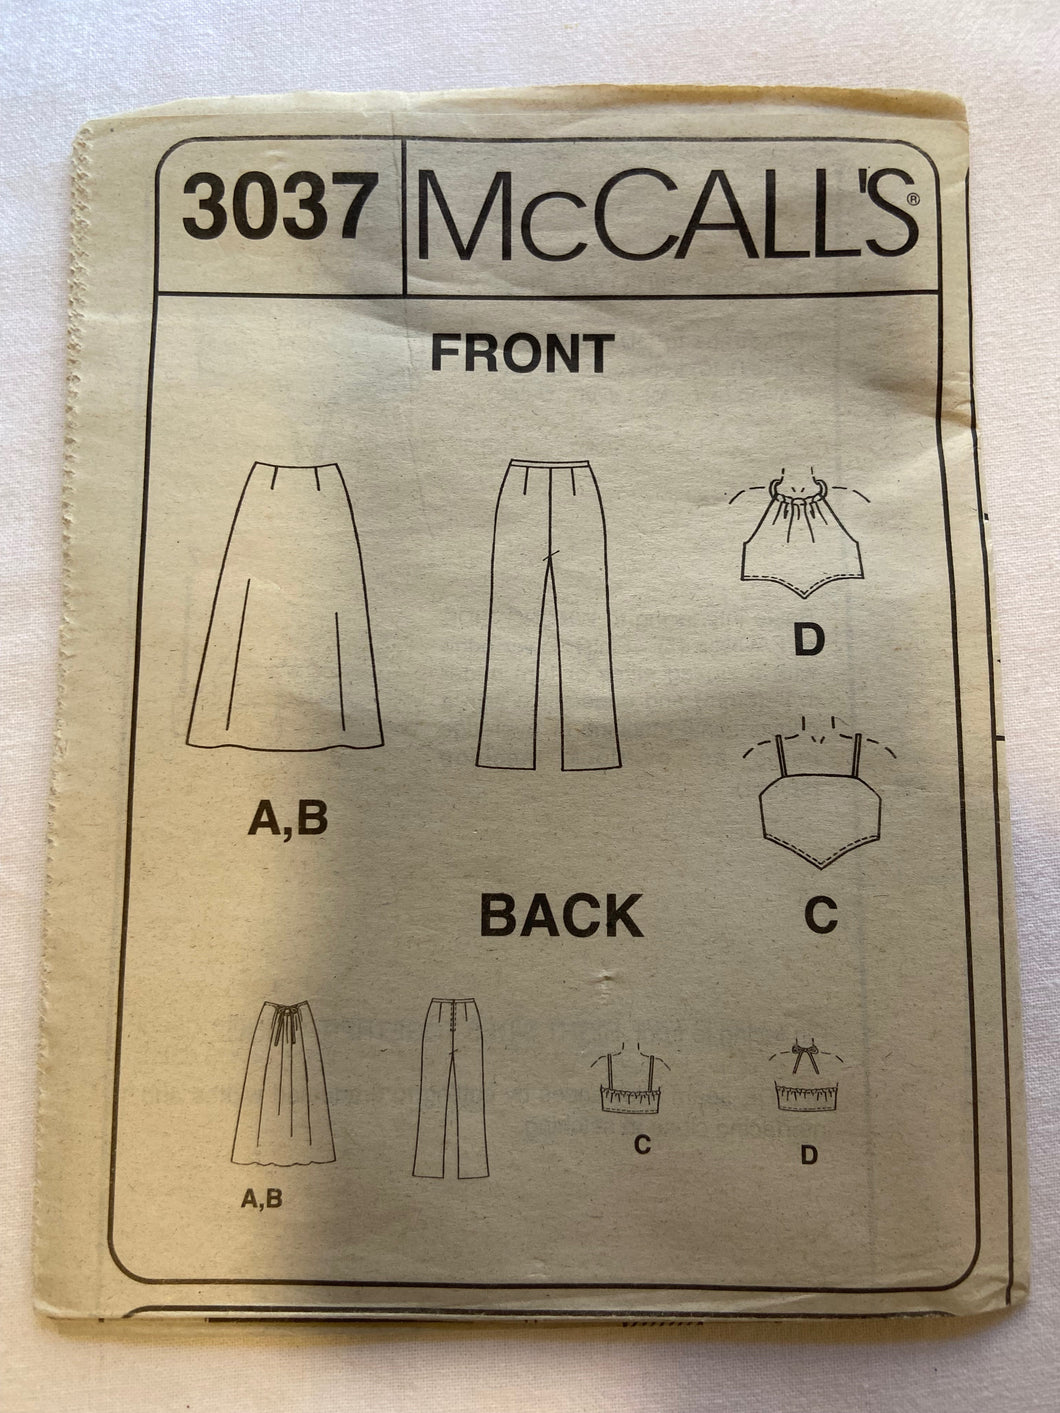 3037 McCALL'S®
FRONT
D
A,B
C
BACK
C
D
A,B